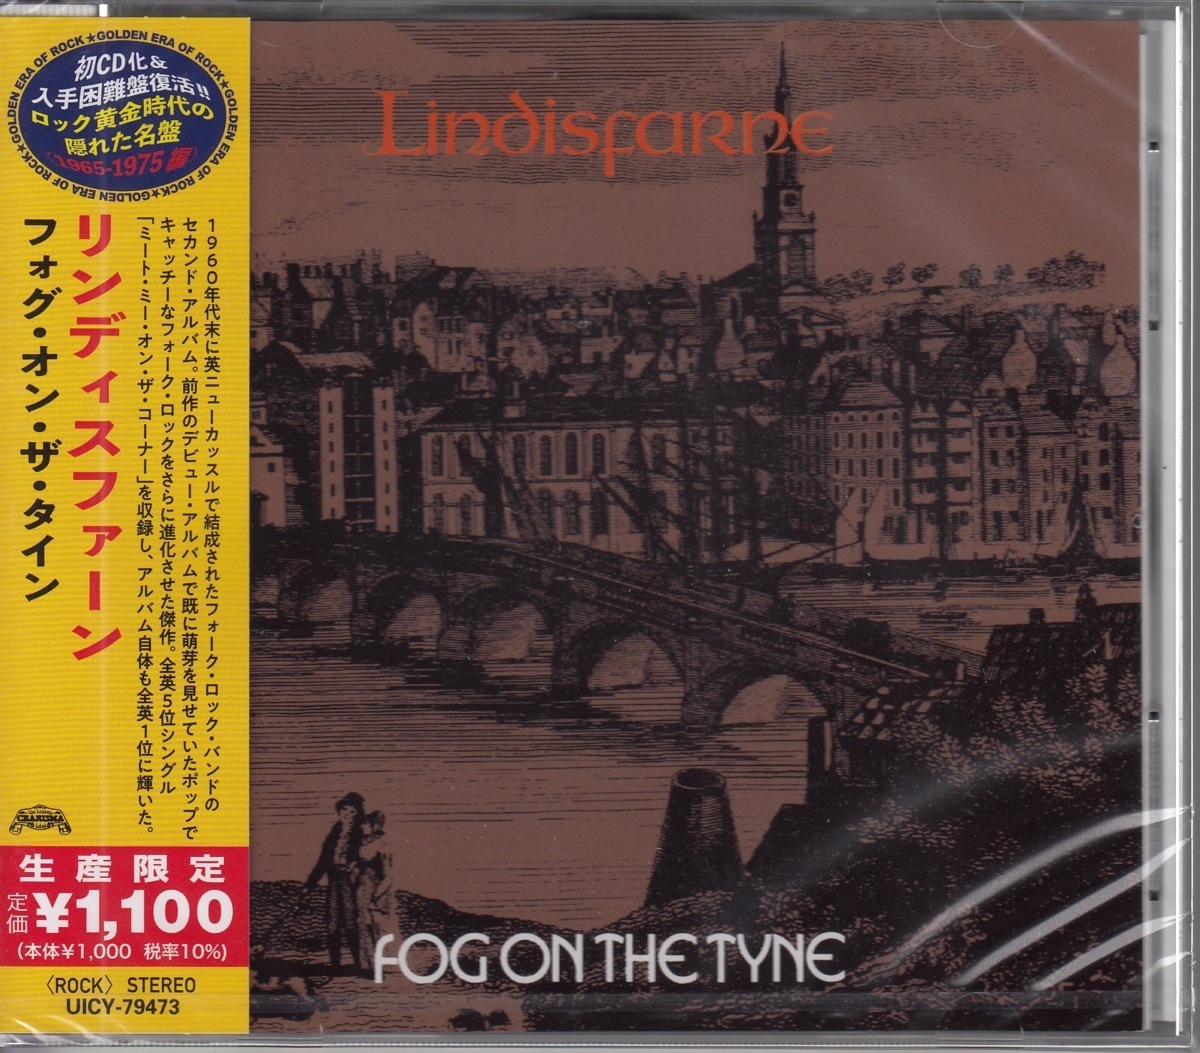 GOLDEN ERA OF ROCK★GOLDEN ERA OF ROCK★GOLDEN ERA OF ROCK★GOLDEN ERA OF ROCK★
初CD化&
入手困難盤復活!!
ロック黄金時代の
隠れた名盤
〈1965-1975編〉
リンディスファーン
フォグ・オン・ザ・タイン
1960年代末に英ニューカッスルで結成されたフォーク・ロック・バンドの
セカンド・アルバム。前作のデビュー・アルバムで既に萌芽を見せていたポップで
キャッチーなフォーク・ロックをさらに進化させた傑作。全英5位シングル
「ミート・ミー・オン・ザ・コーナー」を収録し、アルバム自体も全英1位に輝いた。
CHARISMA
生産限定
定価¥1,100
(本体¥1,000 税率10%)
〈ROCK〉 STEREO
UICY-79473
Lindisfarne
FOG ON THE TYNE